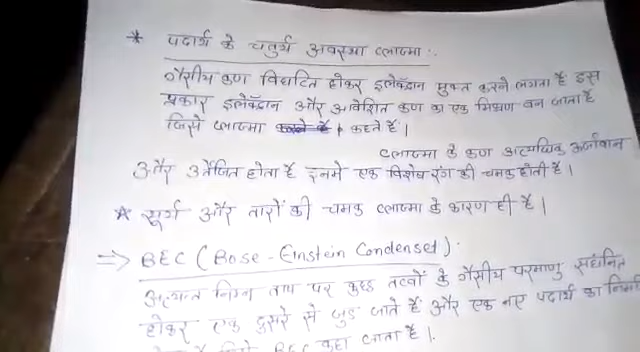 * पदार्थ के चतुर्थ अवस्था प्लाज्मा :.
गैसीय कण विघटित होकर इलेक्ट्रॉन मुक्त करने लगता है इस
प्रकार इलेक्ट्रॉन और आवेशित कण का एक मिश्रण बन जाता है
जिसे प्लाज्मा कहते है।
प्लाज्मा के कण अत्यधिक ऊर्जावान
और उत्तेजित होता है इनमे एक विशेष रंग की चमक होती है।
* सूर्य और तारों की चमक प्लाज्मा के कारण ही है।
=> BEC (Bose-Einstein Condenset) :
अत्यन्त निम्न ताप पर कुछ तत्वों के गैसीय परमाणु संघनित
होकर एक दूसरे से जुड़ जाते है और एक नए पदार्थ का
BEC कहा जाता है।